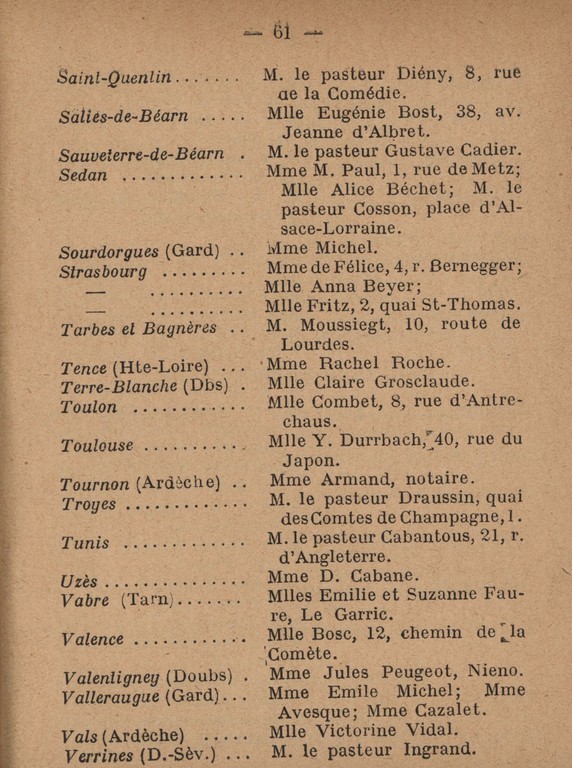 — 61 —
Saint-Quentin ....... M. le pasteur Diény, 8, rue
de la Comédie.
Salies-de-Béarn ..... Mlle Eugénie Bost, 38, av.
Jeanne d'Albret.
Sauveterre-de-Béarn . M. le pasteur Gustave Cadier.
Sedan ............. Mme M. Paul, 1, rue de Metz;
Mlle Alice Béchet; M. le
pasteur Cosson, place d'Al-
sace-Lorraine.
Sourdorgues (Gard) .. Mme Michel.
Strasbourg ......... Mme de Félice, 4, r. Bernegger;
— .......... Mlle Anna Beyer;
— .......... Mlle Fritz, 2, quai St-Thomas.
Tarbes et Bagnères .. M. Moussiegt, 10, route de
Lourdes.
Tence (Hte-Loire) ... Mme Rachel Roche.
Terre-Blanche (Dbs) . Mlle Claire Grosclaude.
Toulon ............ Mlle Combet, 8, rue d'Antre-
chaus.
Toulouse ........... Mlle Y. Durrbach, 40, rue du
Japon.
Tournon (Ardèche) .. Mme Armand, notaire.
Troyes ............. M. le pasteur Draussin, quai
des Comtes de Champagne, 1.
Tunis ............. M. le pasteur Cabantous, 21, r.
d'Angleterre.
Uzès ............... Mme D. Cabane.
Vabre (Tarn) ....... Mlles Emilie et Suzanne Fau-
re, Le Garric.
Valence ............ Mlle Bosc, 12, chemin de la
Comète.
Valentigney (Doubs) . Mme Jules Peugeot, Nieno.
Valleraugue (Gard) ... Mme Emile Michel; Mme
Avesque; Mme Cazalet.
Vals (Ardèche) ..... Mlle Victorine Vidal.
Verrines (D.-Sèv.) ... M. le pasteur Ingrand.